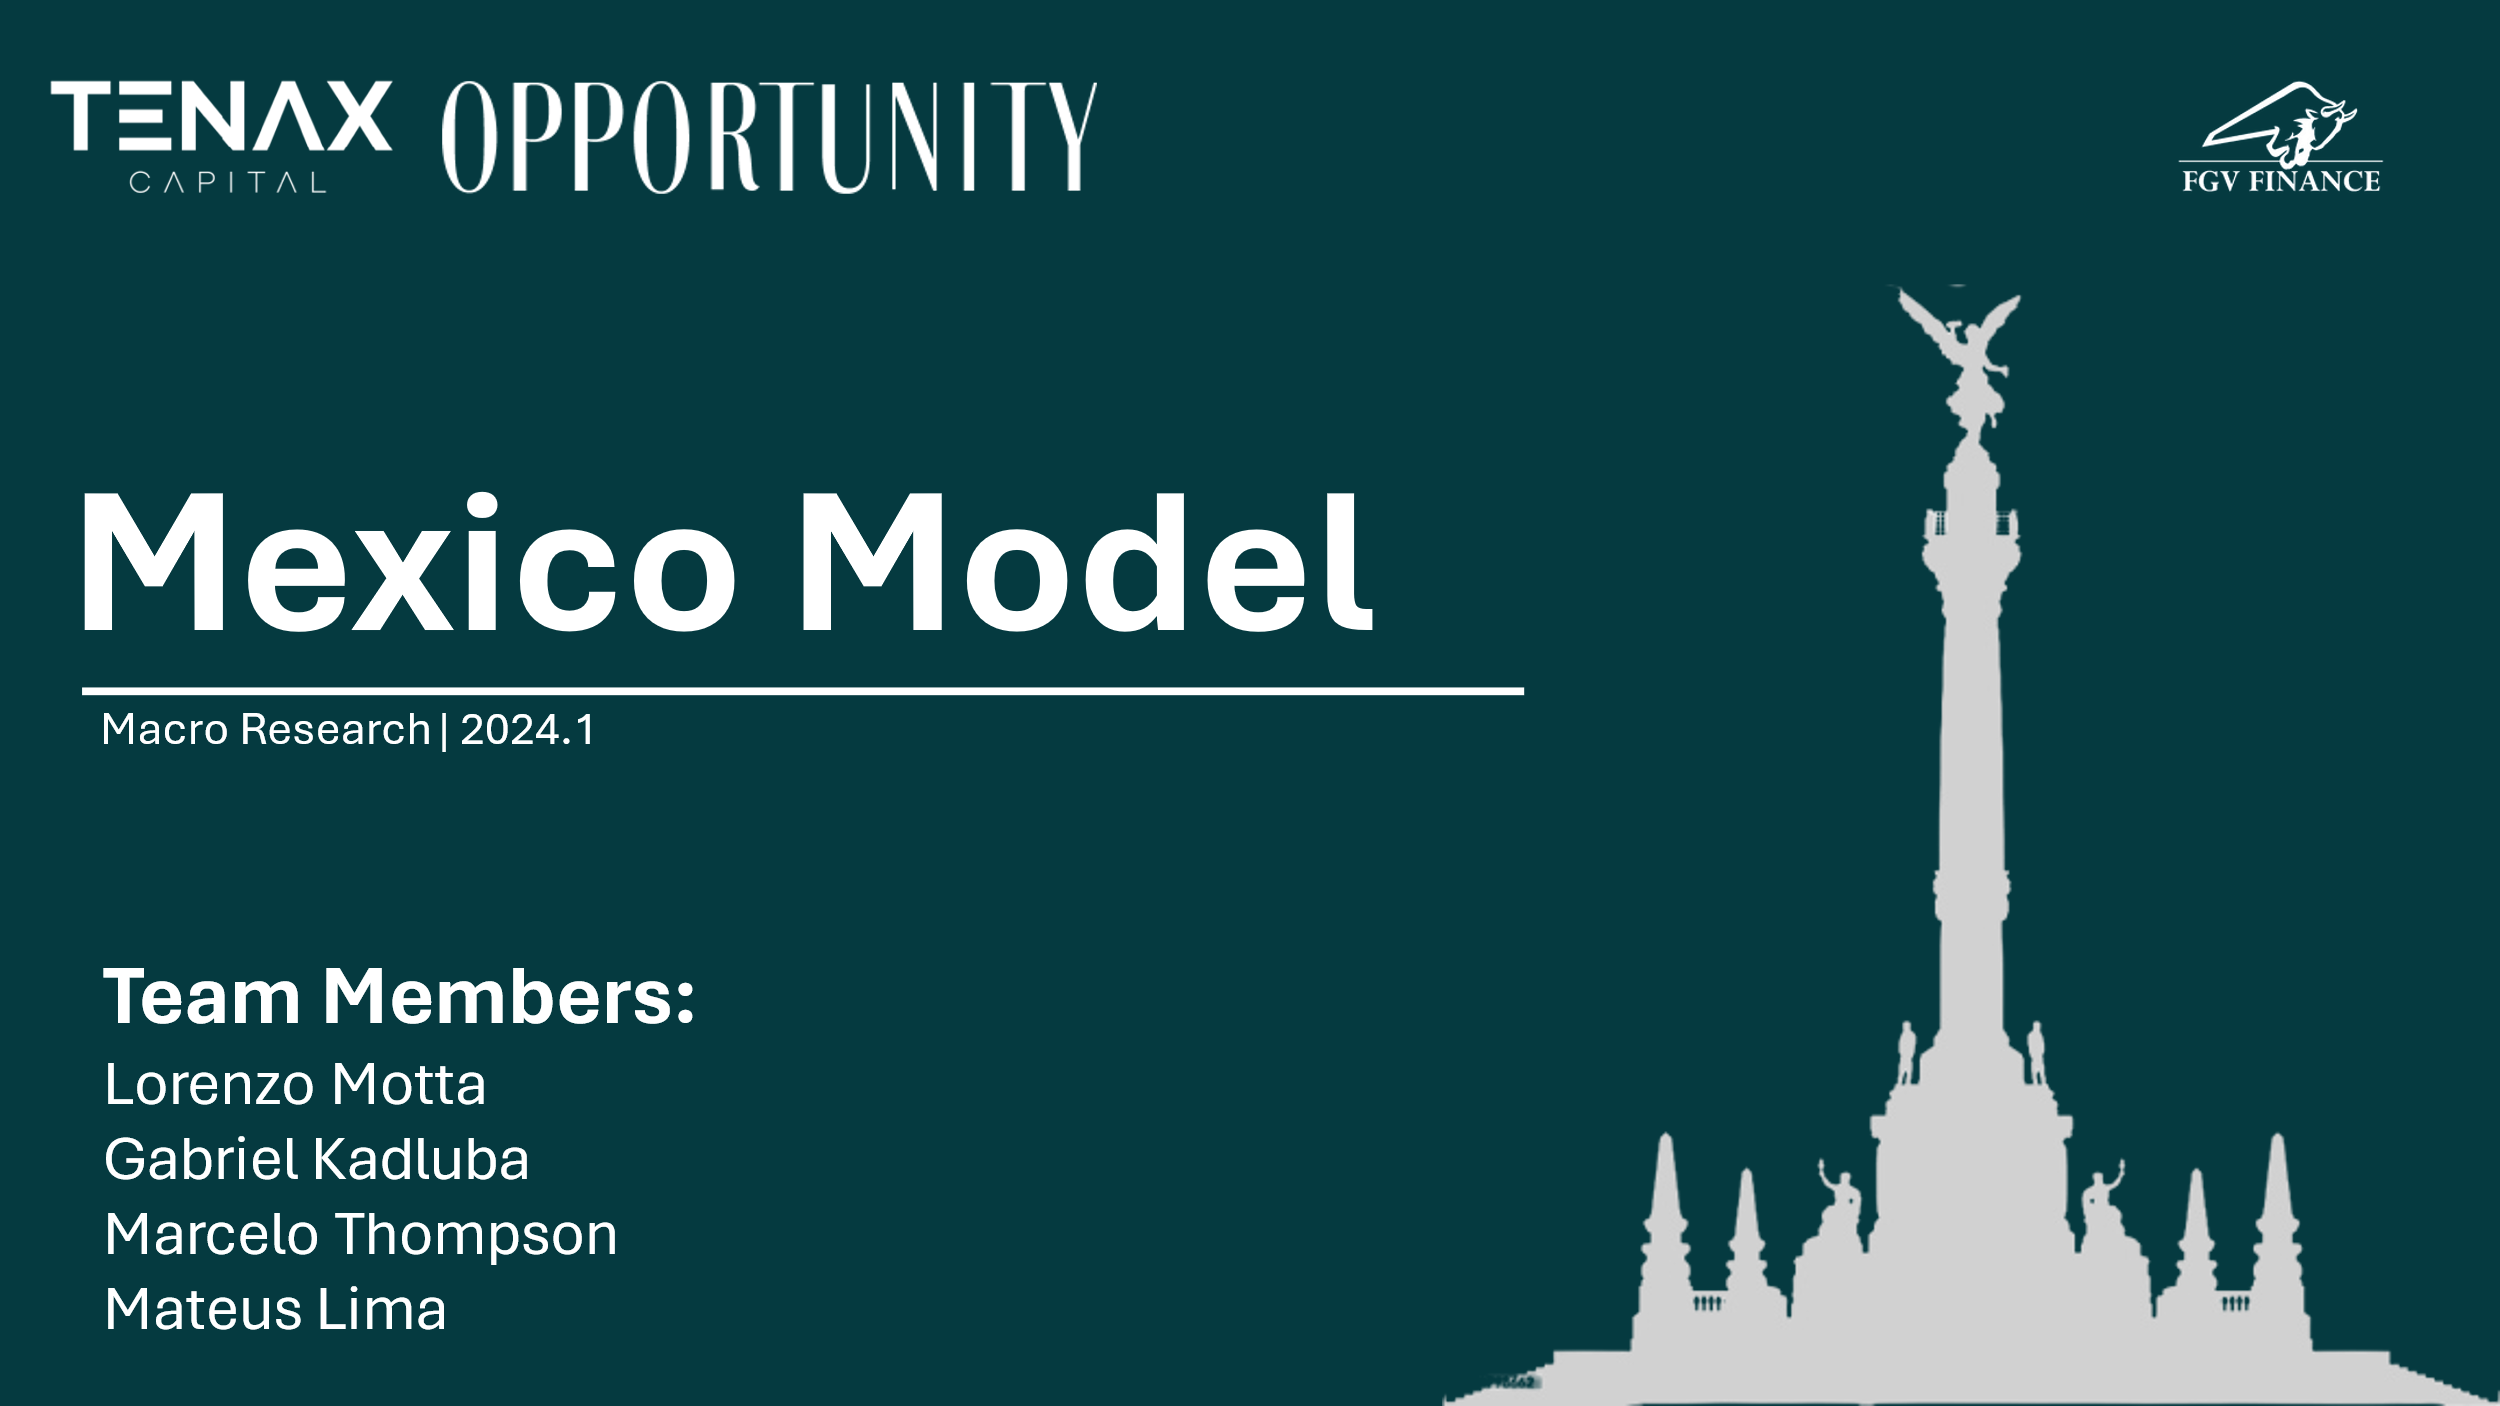 TENAX
CAPITAL
OPPORTUNITY
FGV FINANCE
Mexico Model
Macro Research| 2024.1
Team Members:
Lorenzo Motta
Gabriel Kadluba
Marcelo Thompson
Mateus Lima